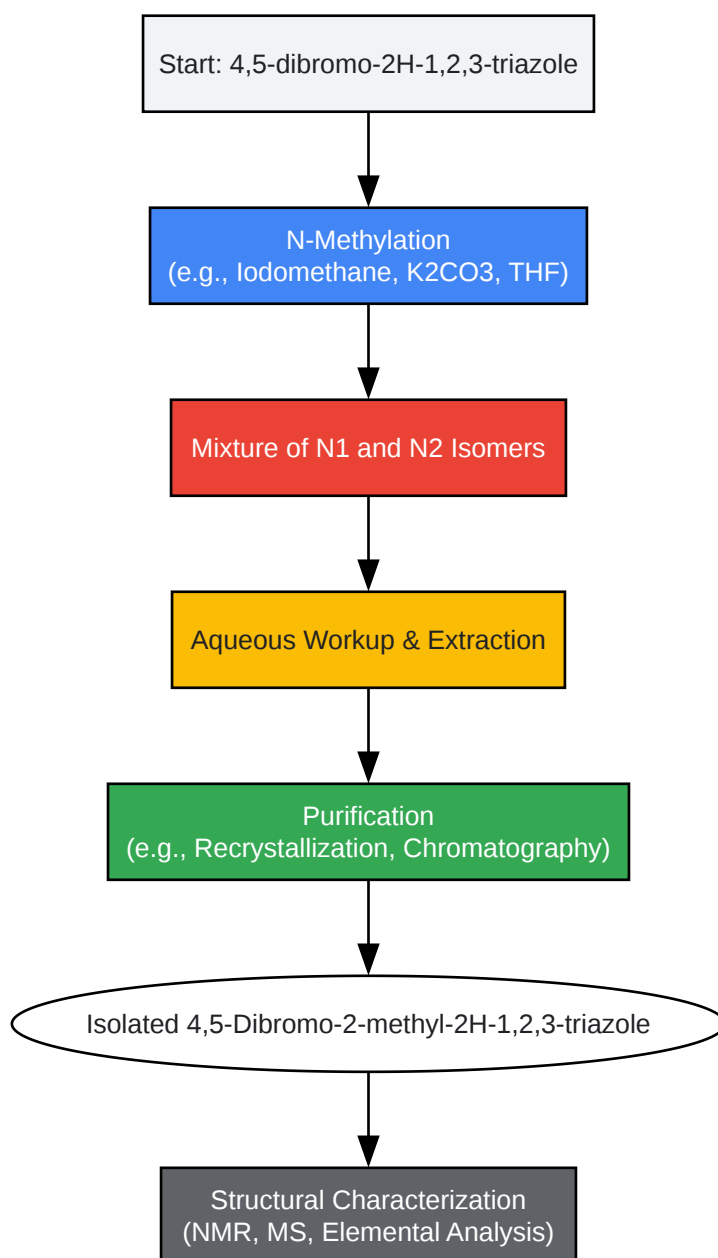 Start: 4,5-dibromo-2H-1,2,3-triazole
N-Methylation
(e.g., Iodomethane, K2CO3, THF)
Mixture of N1 and N2 Isomers
Aqueous Workup & Extraction
Purification
(e.g., Recrystallization, Chromatography)
Isolated 4,5-Dibromo-2-methyl-2H-1,2,3-triazole
Structural Characterization
(NMR, MS, Elemental Analysis)